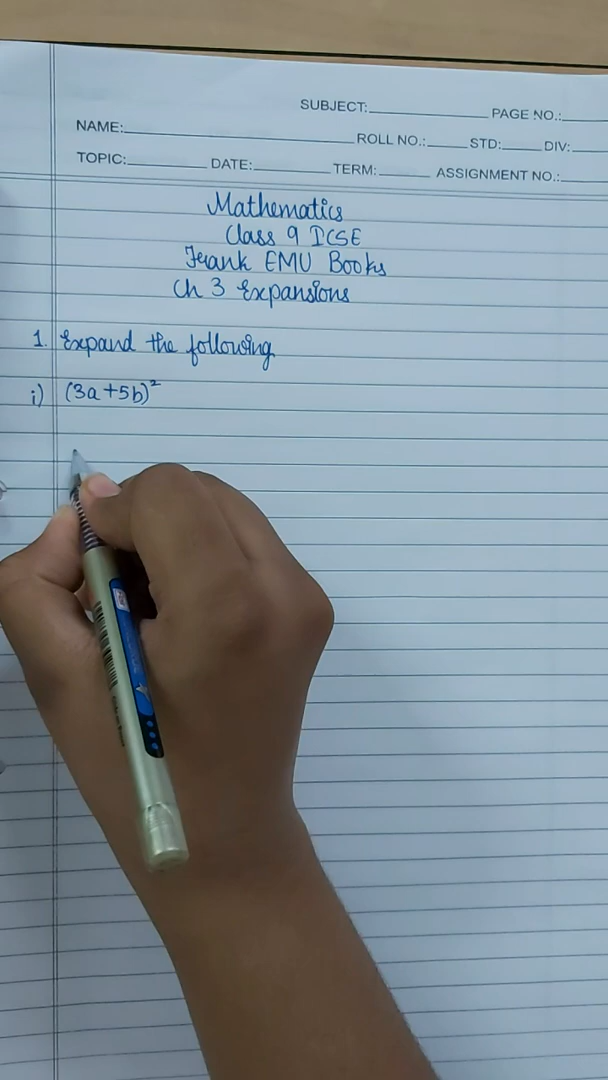 SUBJECT:
PAGE NO.:
NAME:
ROLL NO.:
STD:
DIV:
TOPIC:
DATE:
TERM:
ASSIGNMENT NO.:
Mathematics
Class 9 ICSE
Frank EMU Books
Ch 3 Expansions
1. Expand the following
i) (3a+5b)²